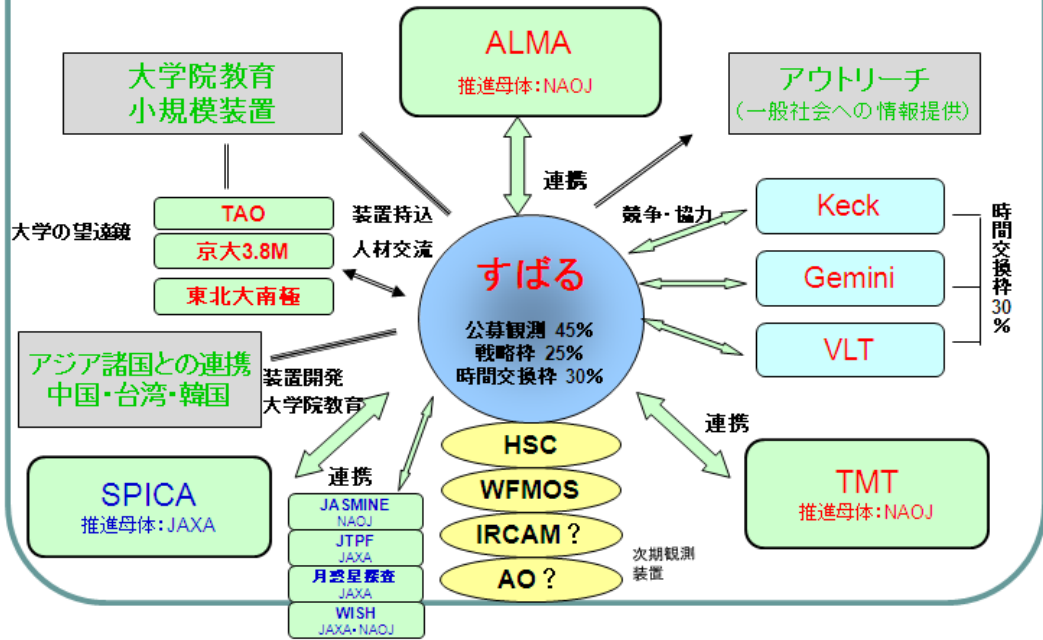 ALMA
推進母体:NAOJ
大学院教育
小規模装置
アウトリーチ
(一般社会への情報提供)
連携
大学の望遠鏡
TAO
京大3.8M
東北大南極
装置持込
人材交流
競争・協力
Keck
Gemini
VLT
時間交換枠30%
すばる
公募観測 45%
戦略枠 25%
時間交換枠 30%
アジア諸国との連携
中国・台湾・韓国
装置開発
大学院教育
連携
SPICA
推進母体:JAXA
連携
JASMINE
NAOJ
JTPF
JAXA
月惑星探査
JAXA
WISH
JAXA・NAOJ
HSC
WFMOS
IRCAM?
AO?
次期観測
装置
TMT
推進母体:NAOJ